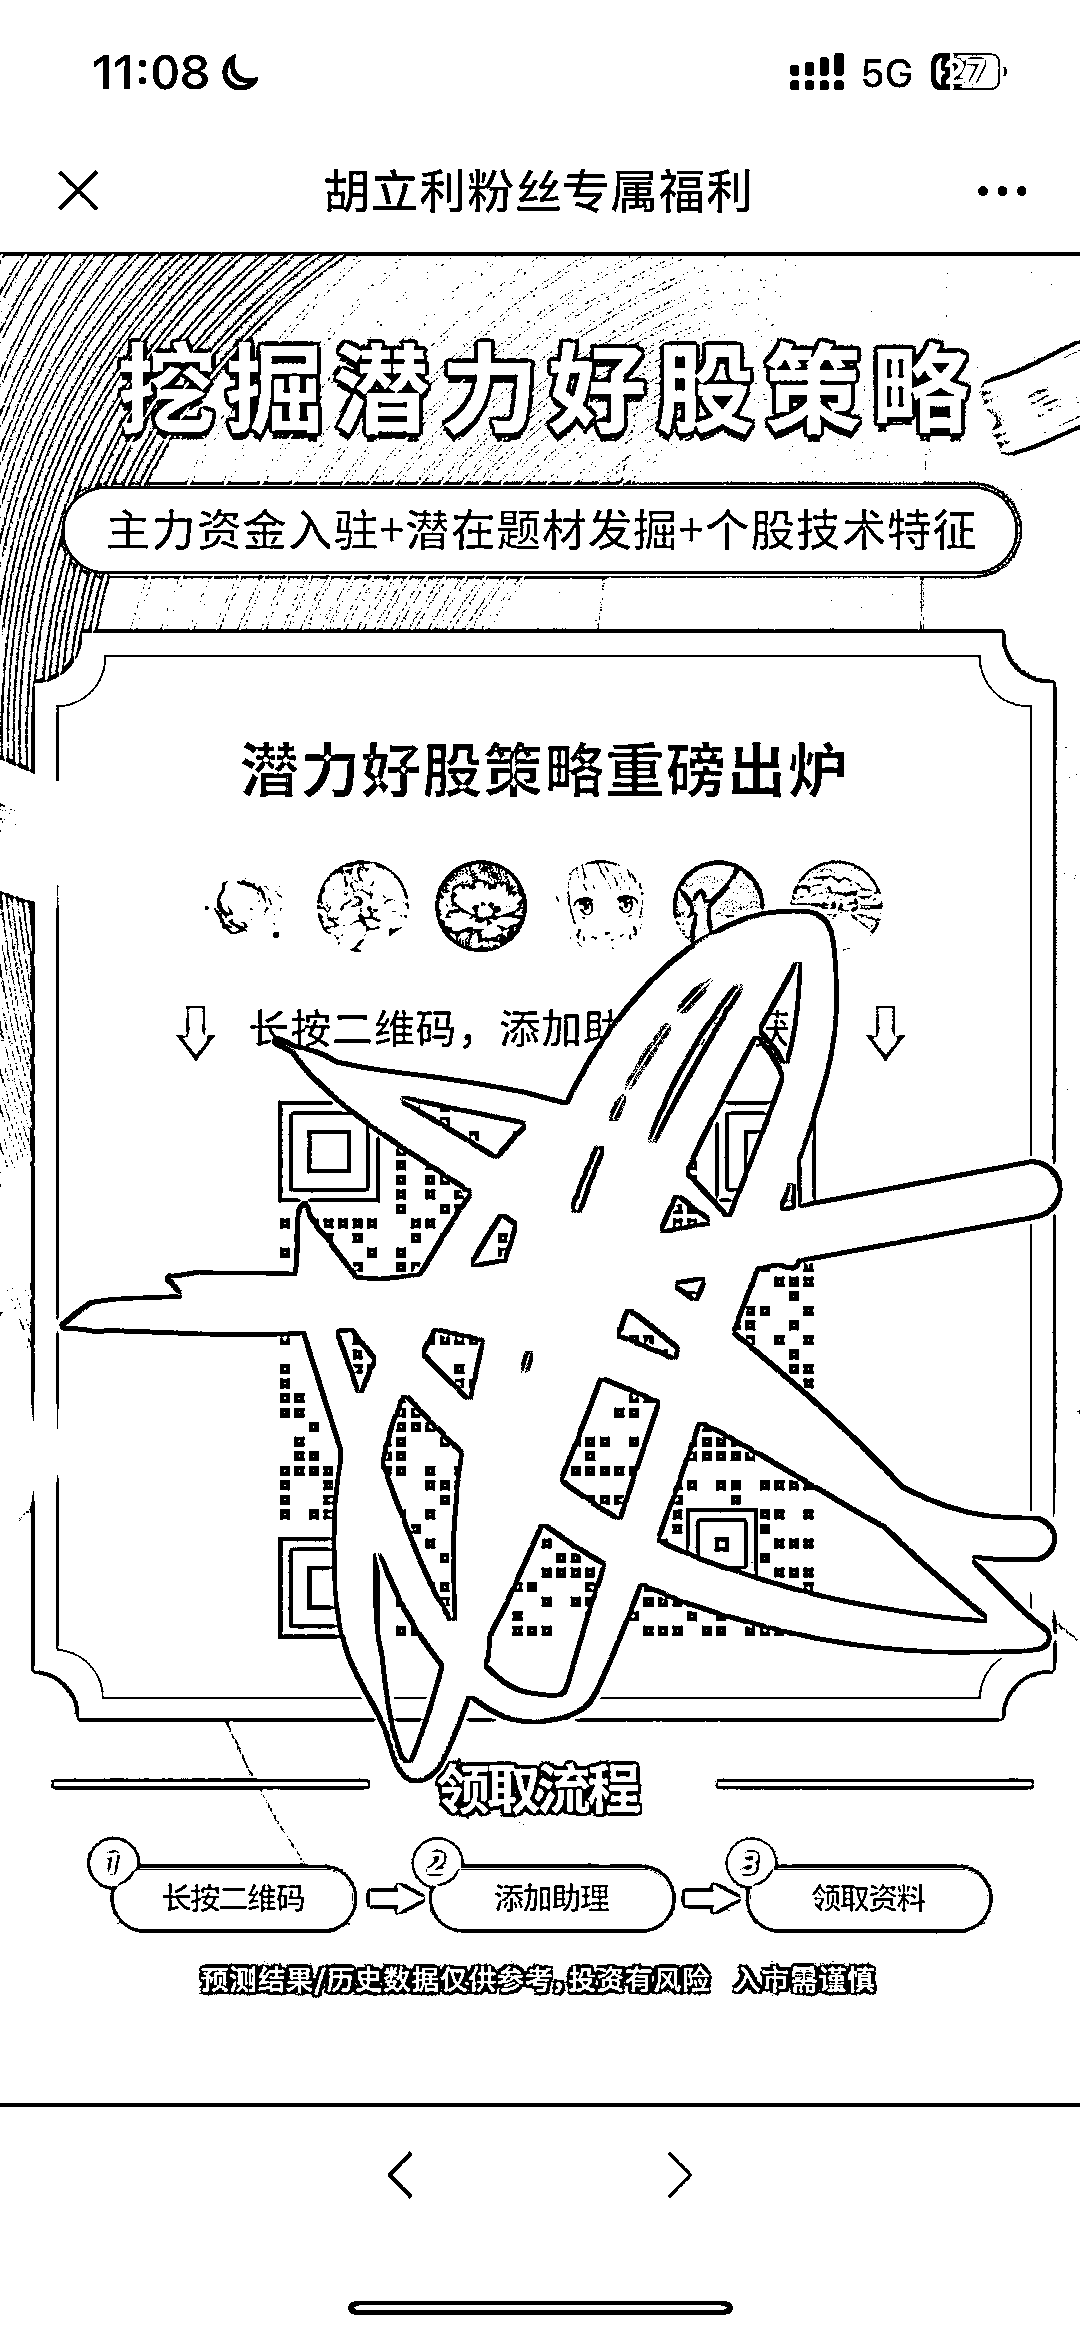 11:08 5G 27
胡立利粉丝专属福利
挖掘潜力好股策略
主力资金入驻+潜在题材发掘+个股技术特征
潜力好股策略重磅出炉
长按二维码，添加助
领取流程
1 长按二维码 2 添加助理 3 领取资料
预测结果/历史数据仅供参考,投资有风险 入市需谨慎